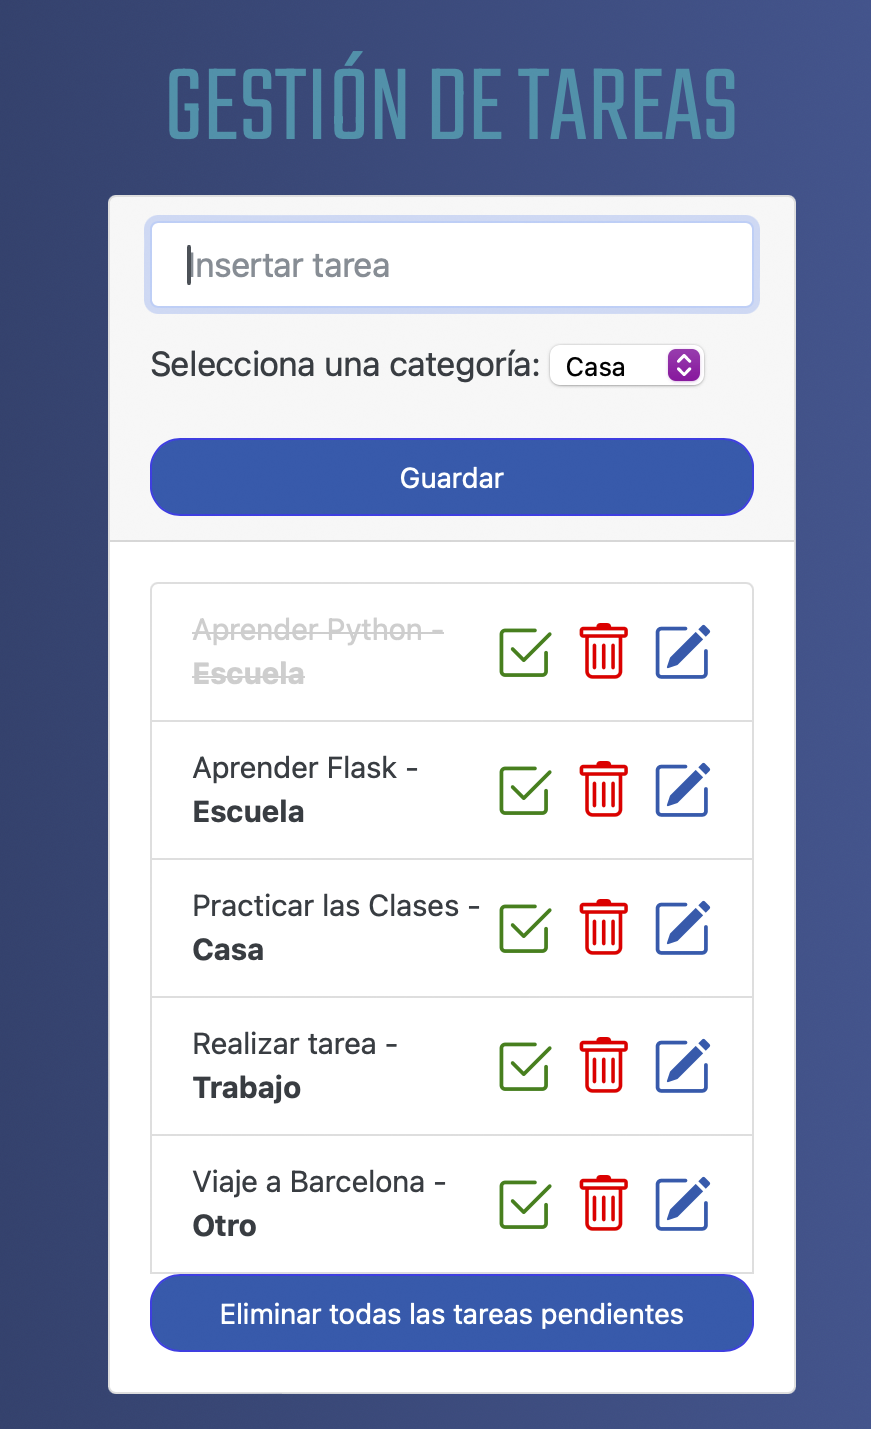 GESTIÓN DE TAREAS
Insertar tarea
Selecciona una categoría: Casa
Guardar
Aprender Python -
Escuela
Aprender Flask -
Escuela
Practicar las Clases -
Casa
Realizar tarea -
Trabajo
Viaje a Barcelona -
Otro
Eliminar todas las tareas pendientes